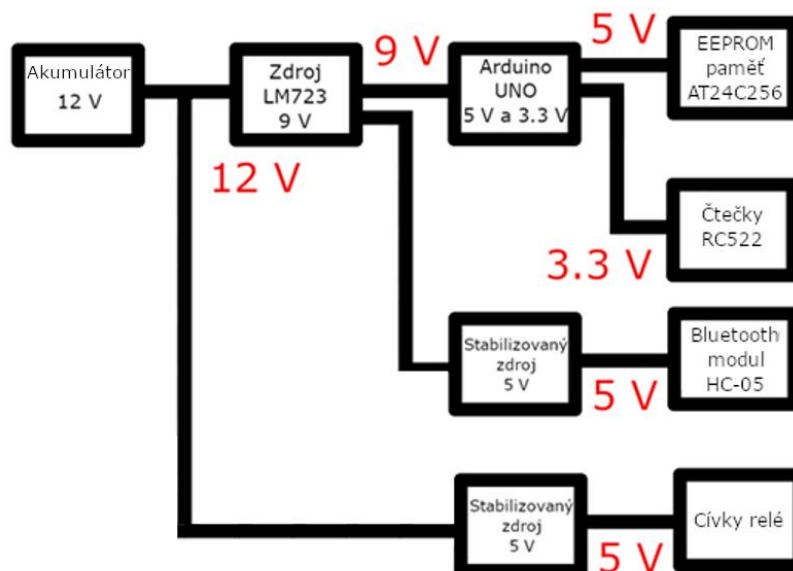 Akumulátor
12 V
Zdroj
LM723
9 V
9 V
Arduino
UNO
5 V a 3.3 V
5 V
EEPROM
paměť
AT24C256
12 V
Čtečky
RC522
3.3 V
Stabilizovaný
zdroj
5 V
5 V
Bluetooth
modul
HC-05
Stabilizovaný
zdroj
5 V
5 V
Cívky relé